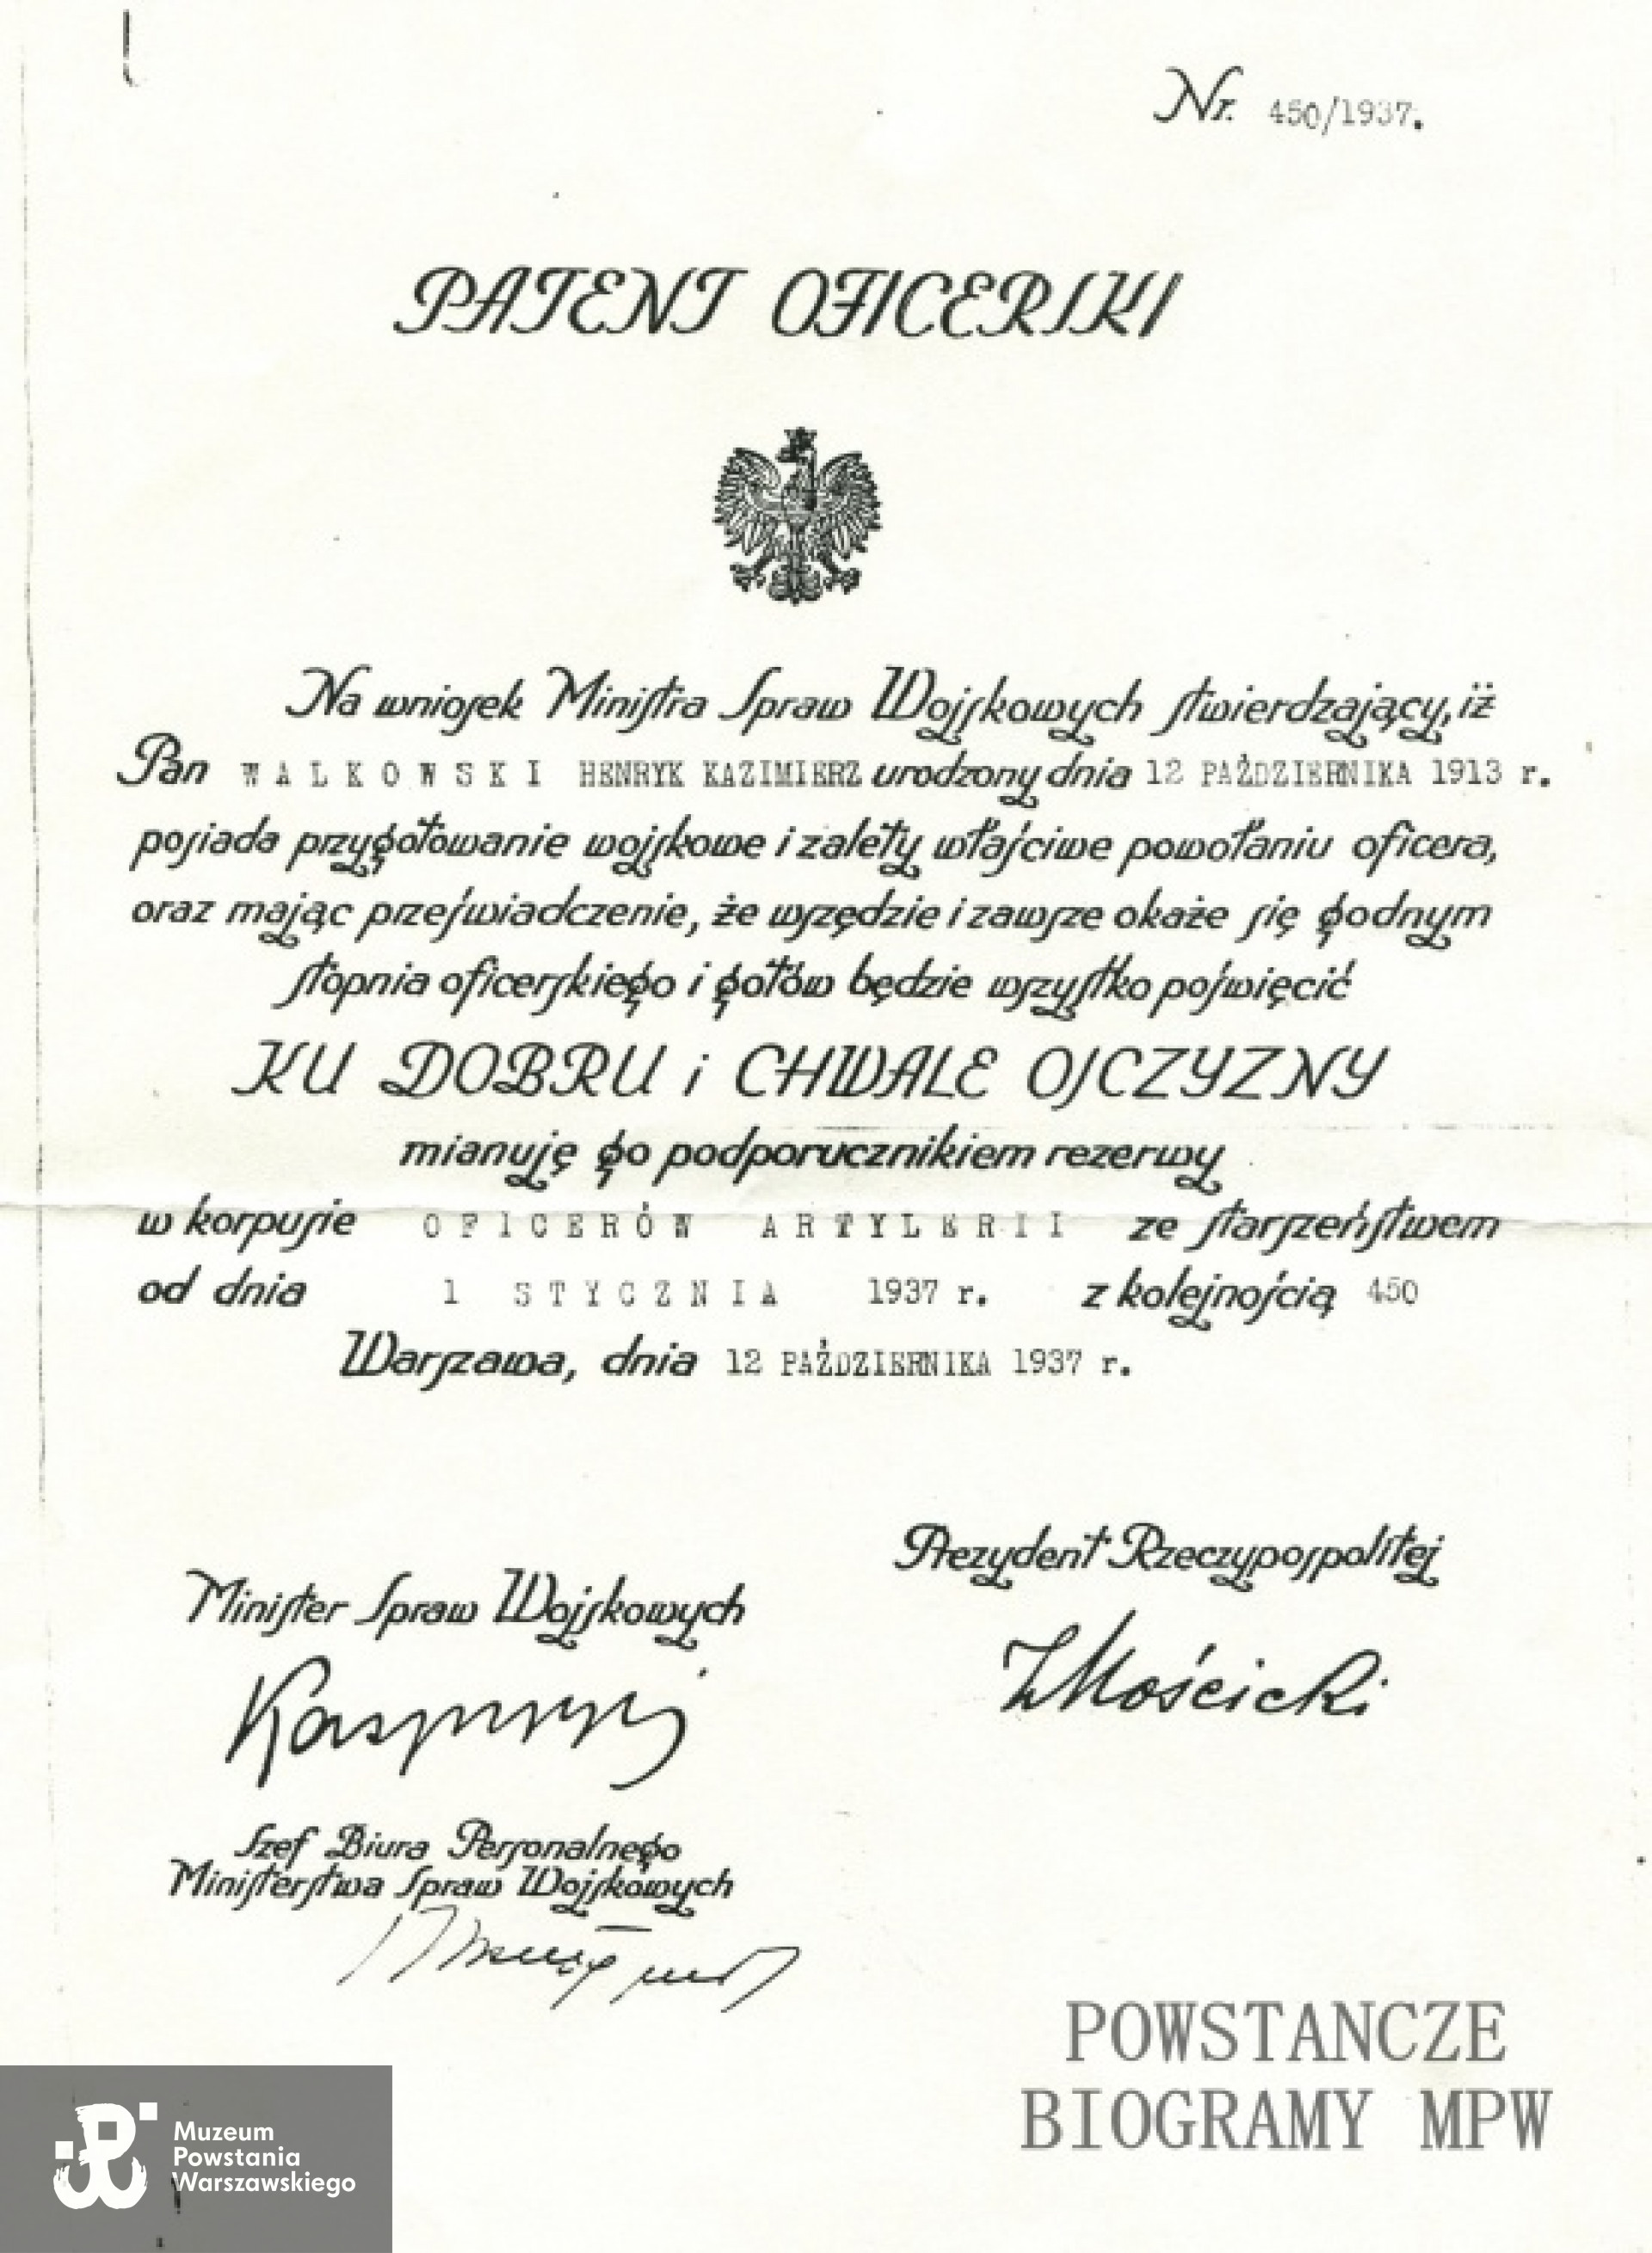 Nr. 450/1937.
PATENT OFICERSKI
Na wniosek Ministra Spraw Wojskowych stwierdzający, iż
Pan WALKOWSKI HENRYK KAZIMIERZ urodzony dnia 12 PAŹDZIERNIKA 1913 r.
posiada przygotowanie wojskowe i zalety właściwe powołaniu oficera,
oraz mając przeświadczenie, że wszędzie i zawsze okaże się godnym
stopnia oficerskiego i gotów będzie wszystko poświęcić
KU DOBRU i CHWALE OJCZYZNY
mianuję go podporucznikiem rezerwy
w korpusie OFICERÓW ARTYLERII ze starszeństwem
od dnia 1 STYCZNIA 1937 r. z kolejnością 450
Warszawa, dnia 12 PAŹDZIERNIKA 1937 r.
Prezydent Rzeczypospolitej
Minister Spraw Wojskowych
IMościcki
Kasprzycki
Szef Biura Personalnego
Ministerstwa Spraw Wojskowych
POWSTANCZE
BIOGRAMY MPW
Muzeum
Powstania
Warszawskiego